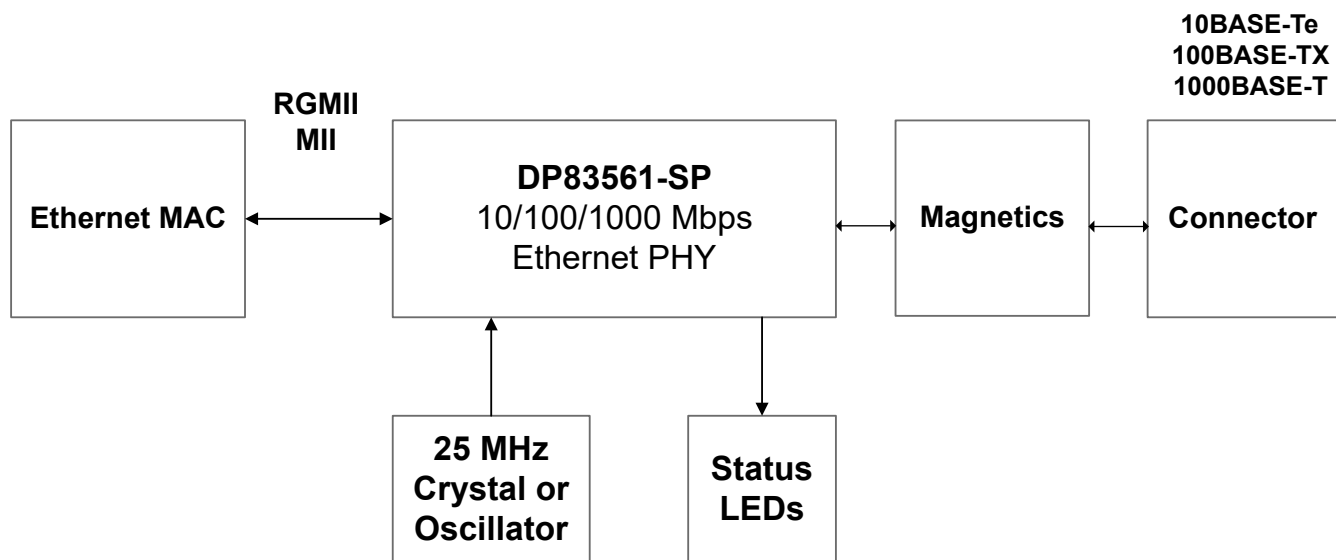 10BASE-Te
100BASE-TX
1000BASE-T
RGMII
MII
Ethernet MAC
DP83561-SP
10/100/1000 Mbps
Ethernet PHY
Magnetics
Connector
25 MHz
Crystal or
Oscillator
Status
LEDs